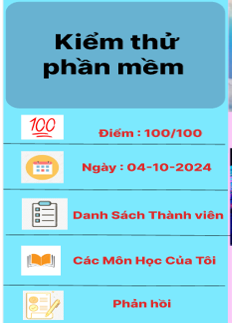 Kiểm thử
phần mềm
100
Điểm : 100/100
Ngày : 04-10-2024
Danh Sách Thành viên
Các Môn Học Của Tôi
Phản hồi